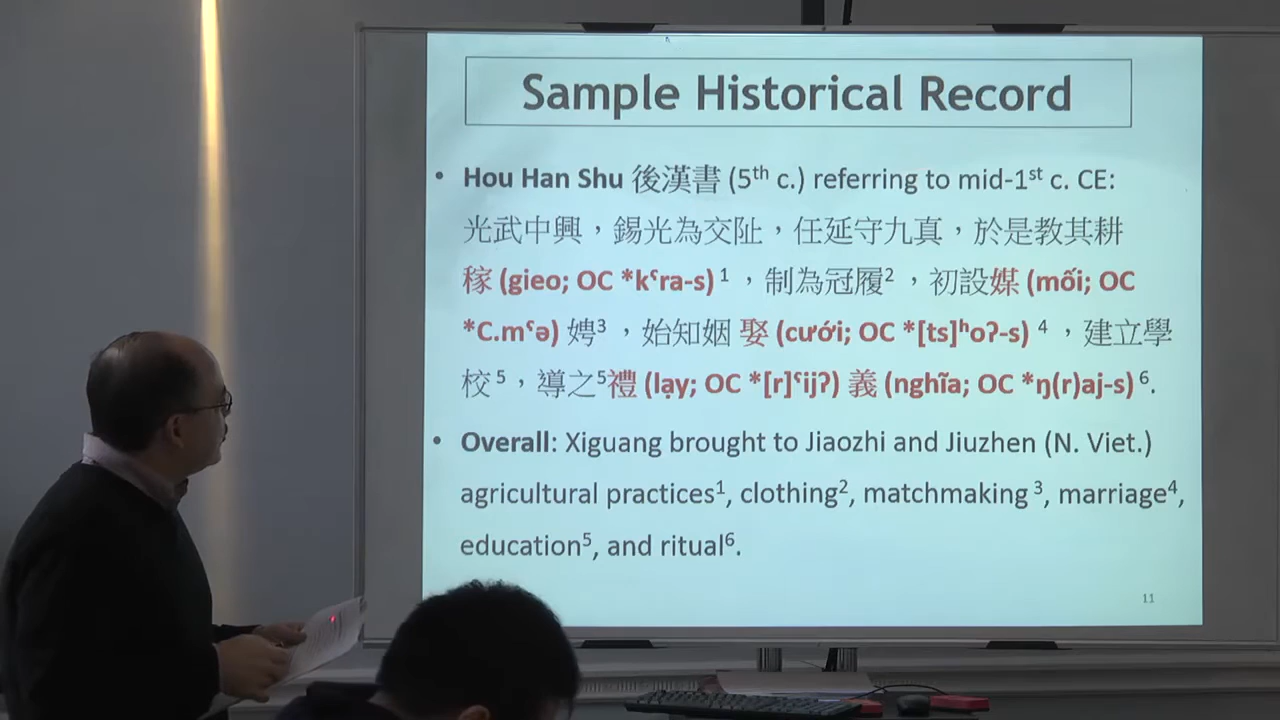 Sample Historical Record
• Hou Han Shu 後漢書 (5th c.) referring to mid-1st c. CE:
光武中興，錫光為交阯，任延守九真，於是教其耕
稼 (gieo; OC *kˤra-s) 1 ，制為冠履2 ，初設媒 (mối; OC
*C.mˤə) 娉3 ，始知姻 娶 (cưới; OC *[ts]ʰoʔ-s) 4 ，建立學
校 5，導之5禮 (lạy; OC *[r]ˤijʔ) 義 (nghĩa; OC *ŋ(r)aj-s) 6.
• Overall: Xiguang brought to Jiaozhi and Jiuzhen (N. Viet.)
agricultural practices1, clothing2, matchmaking 3, marriage4,
education5, and ritual6.
11